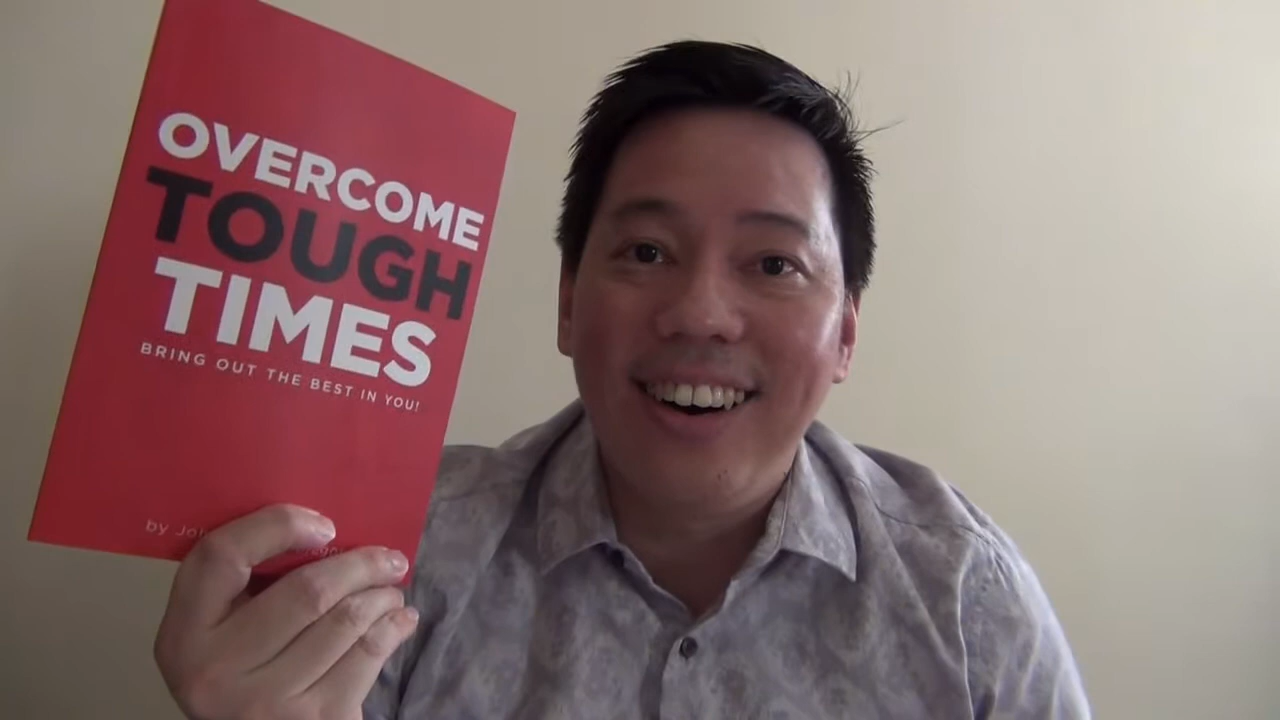 OVERCOME
TOUGH
TIMES
BRING OUT THE BEST IN YOU!
by